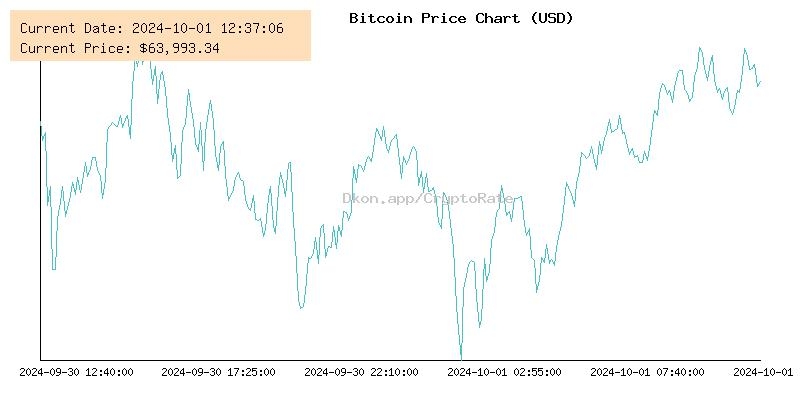 Bitcoin Price Chart (USD)
Current Date: 2024-10-01 12:37:06
Current Price: $63,993.34
Dkon.app/CryptoRate
2024-09-30 12:40:00 2024-09-30 17:25:00 2024-09-30 22:10:00 2024-10-01 02:55:00 2024-10-01 07:40:00 2024-10-01